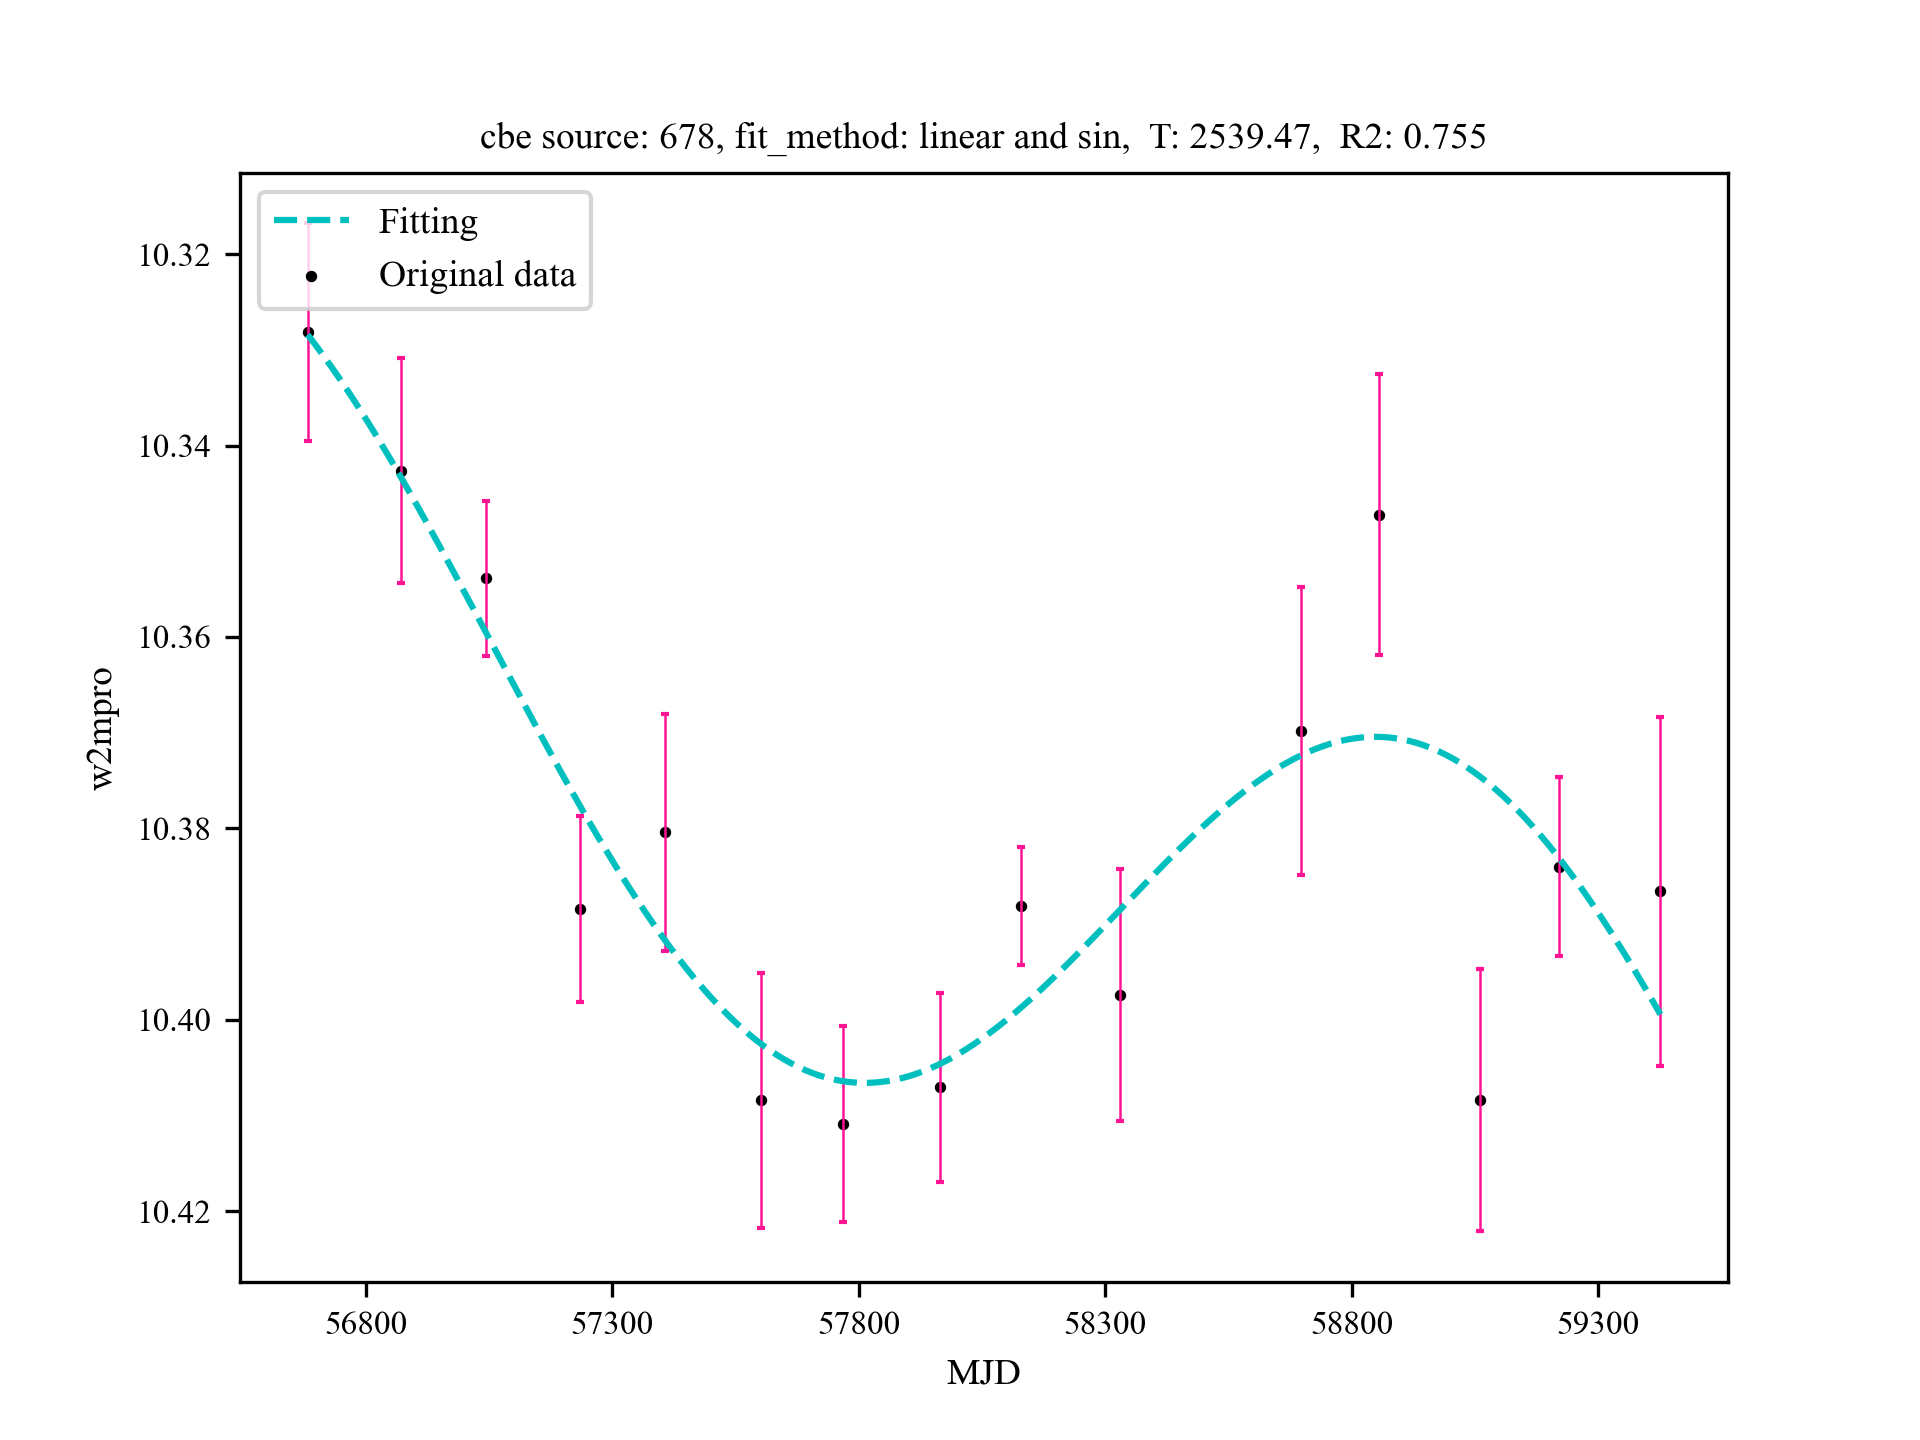 cbe source: 678, fit_method: linear and sin,  T: 2539.47,  R2: 0.755
Fitting
Original data
10.32
10.34
10.36
10.38
10.40
10.42
w2mpro
56800 57300 57800 58300 58800 59300
MJD